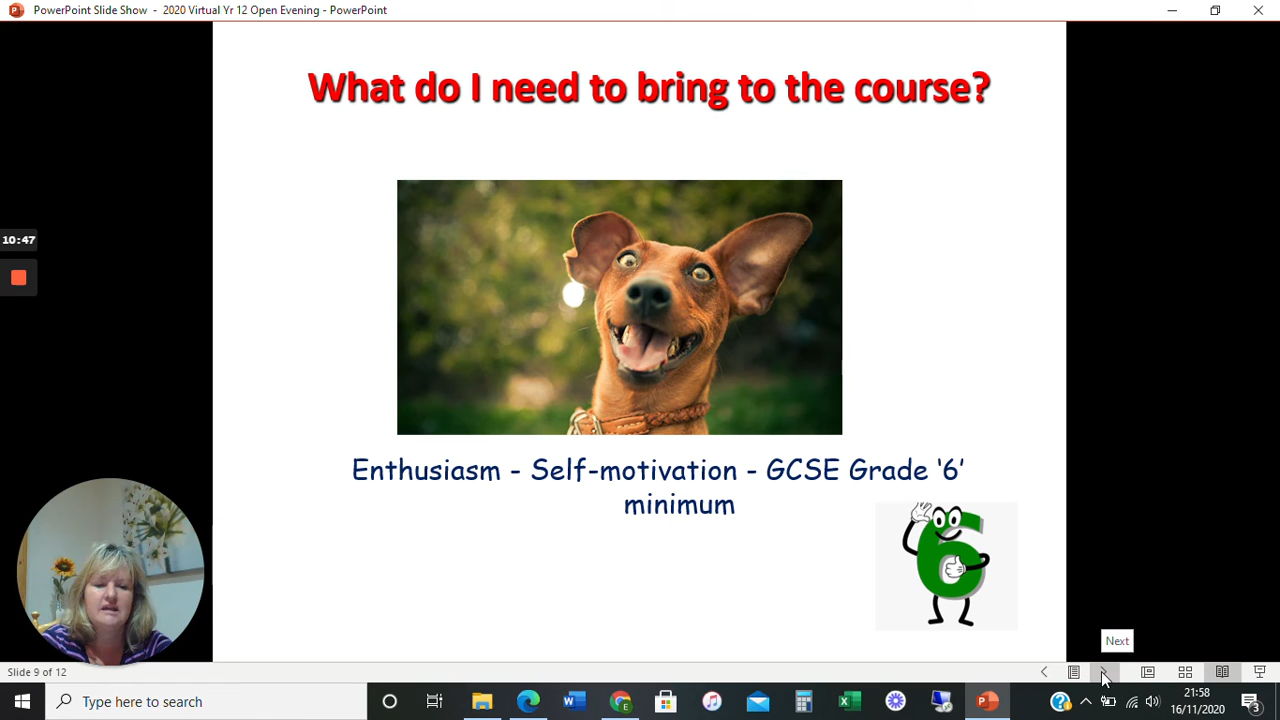 PowerPoint Slide Show - 2020 Virtual Yr 12 Open Evening - PowerPoint
What do I need to bring to the course?
10:47
Enthusiasm - Self-motivation - GCSE Grade ‘6’
minimum
6
Next
Slide 9 of 12
Type here to search
21:58
16/11/2020
3